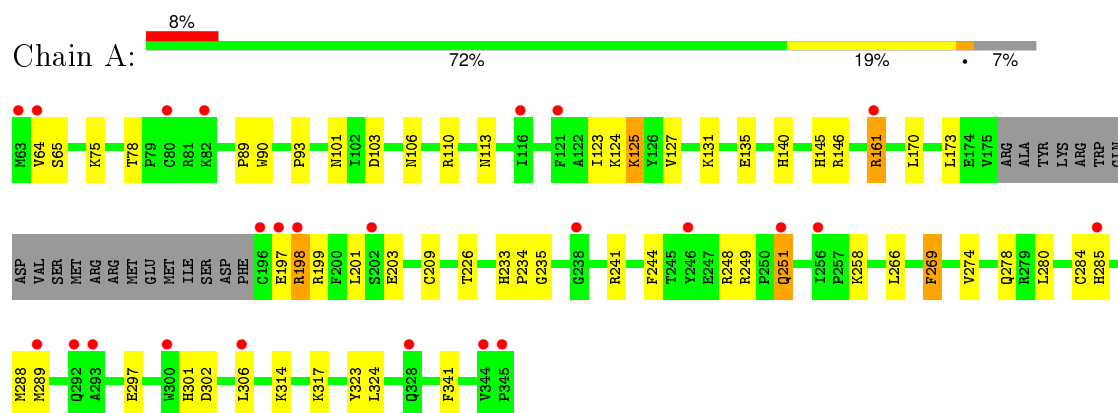 8%
Chain A:
72% 19% • 7%
M63 V64 S65 K75 T78 P79 C80 R81 K82 P89 W90 P93 N101 I102 D103 N106 R110 N113 I116 F121 A122 I123 K124 K125 Y126 V127 K131 E135 H140 H145 R146 R161 L170 L173 E174 V175 ARG ALA TYR LYS ARG TRP GLN
ASP VAL SER MET ARG ARG MET GLU MET ILE SER ASP PHE C196 E197 R198 R199 F200 L201 S202 E203 C209 T226 H233 P234 G235 G238 R241 F244 T245 Y246 E247 R248 R249 P250 Q251 I256 P257 K258 L266 F269 V274 Q278 R279 L280 C284 H285
M288 M289 Q292 A293 E297 W300 H301 D302 L306 K314 K317 Y323 L324 Q328 F341 V344 P345